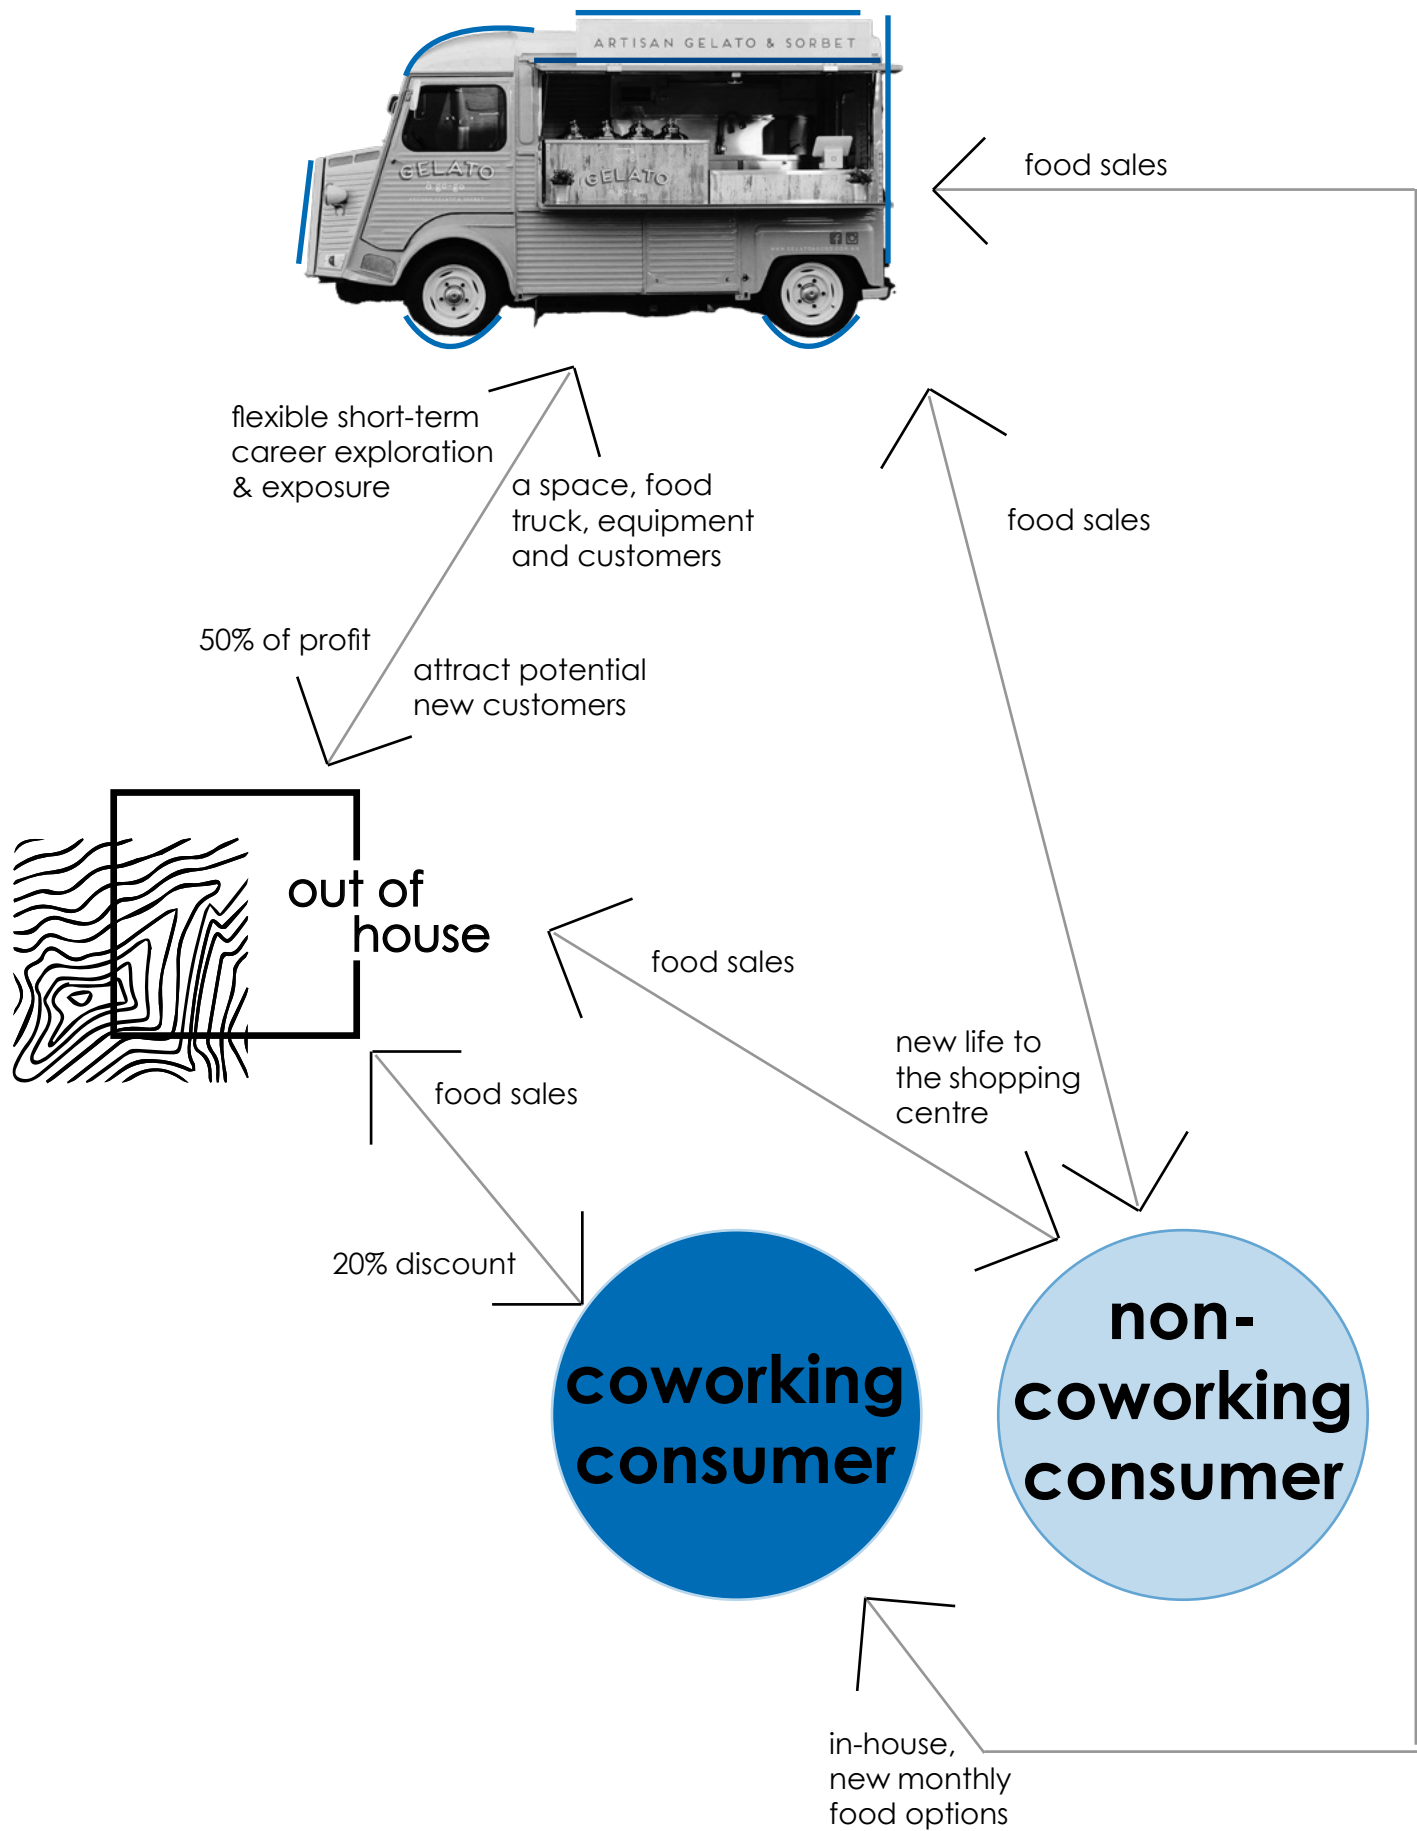 ARTISAN GELATO & SORBET
GELATO
GELATO
food sales
flexible short-term
career exploration
& exposure
a space, food
truck, equipment
and customers
food sales
50% of profit
attract potential
new customers
out of
house
food sales
new life to
the shopping
centre
food sales
20% discount
coworking
consumer
non-
coworking
consumer
in-house,
new monthly
food options